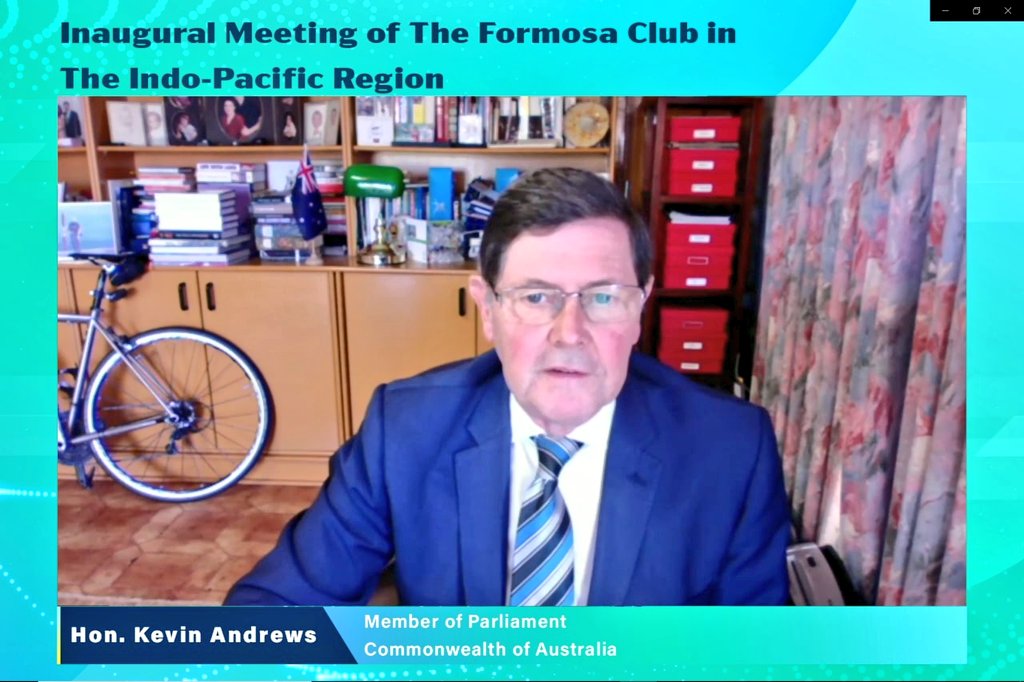 Inaugural Meeting of The Formosa Club in
The Indo-Pacific Region
Hon. Kevin Andrews
Member of Parliament
Commonwealth of Australia